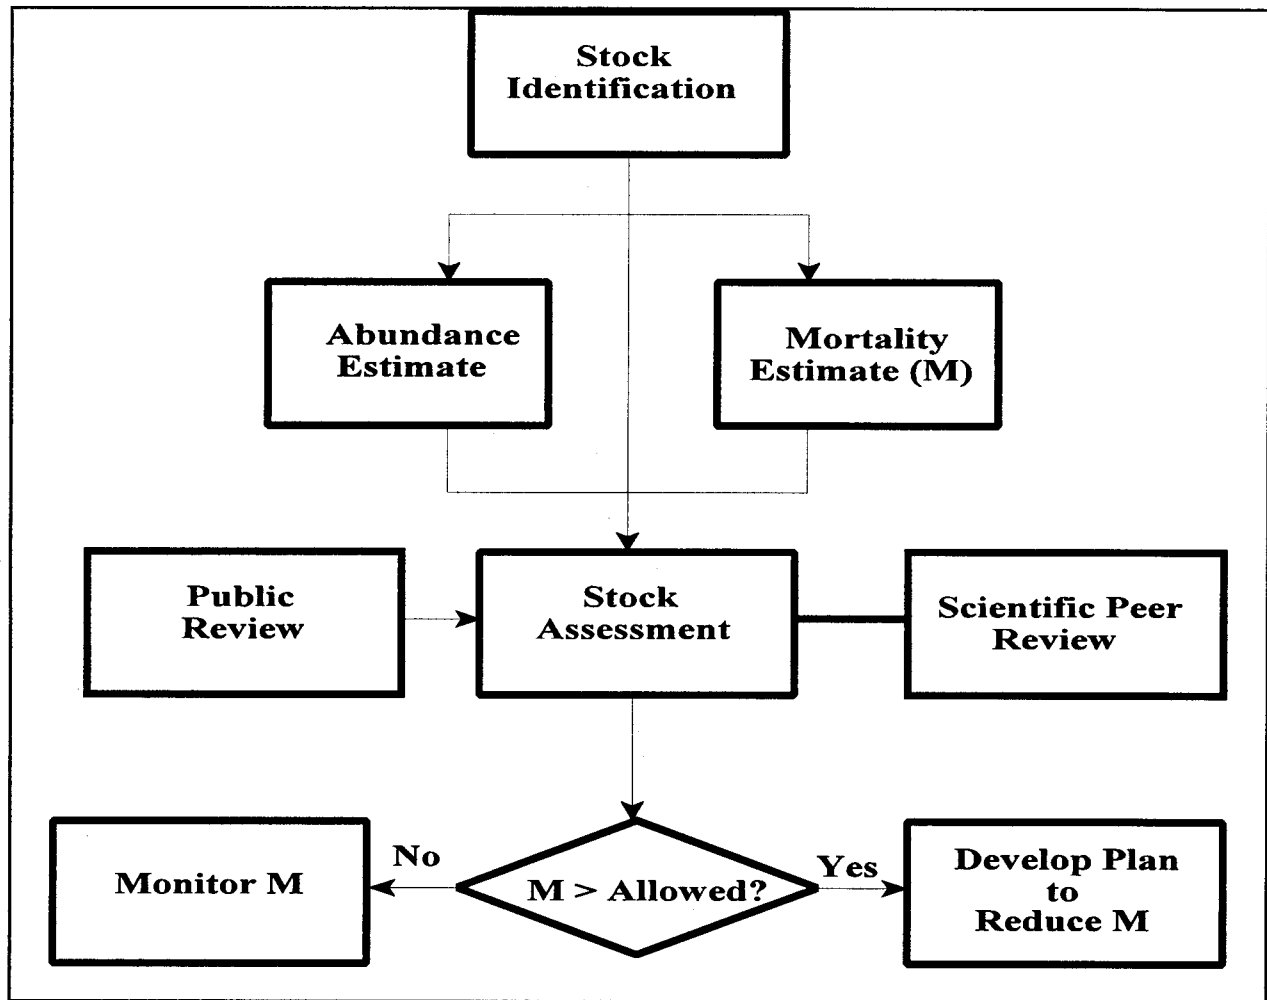 Stock
Identification
Abundance
Estimate
Mortality
Estimate (M)
Public
Review
Stock
Assessment
Scientific Peer
Review
Monitor M
No
M > Allowed?
Yes
Develop Plan
to
Reduce M